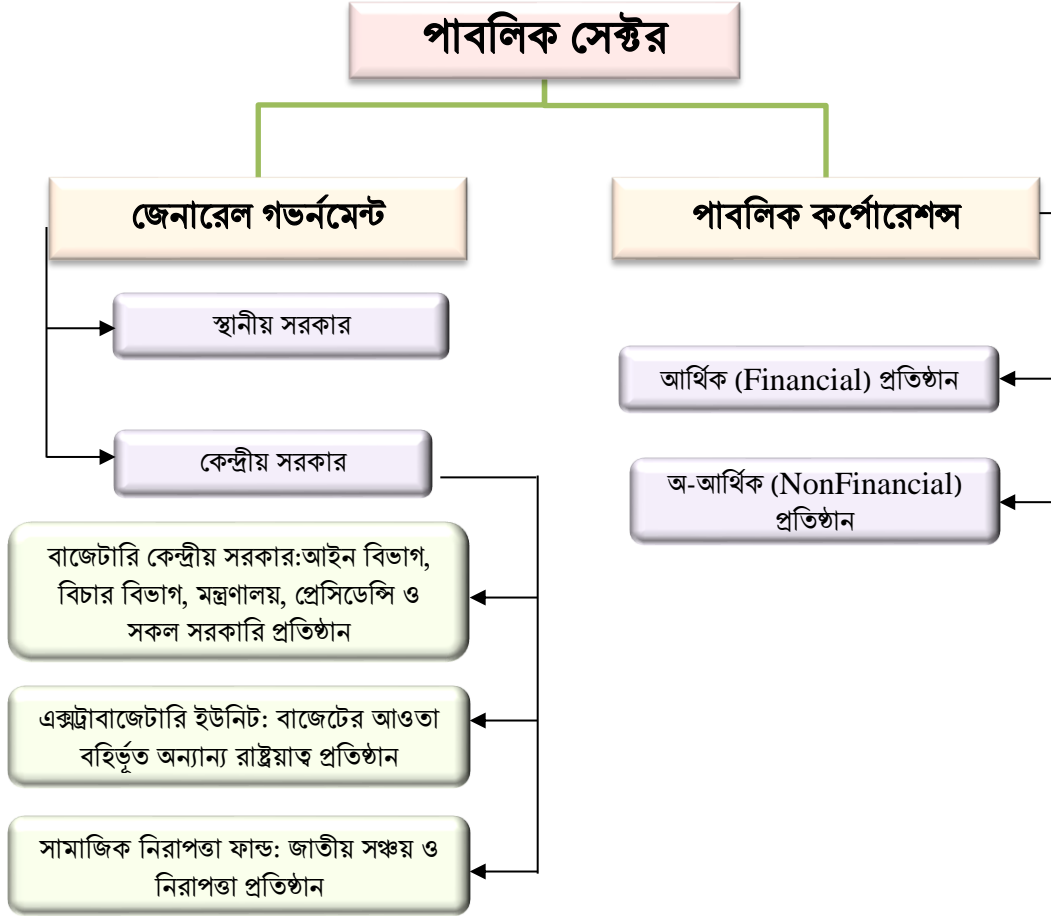 পাবলিক সেক্টর
জেনারেল গভর্নমেন্ট
পাবলিক কর্পোরেশন্স
স্থানীয় সরকার
আর্থিক (Financial) প্রতিষ্ঠান
কেন্দ্রীয় সরকার
অ-আর্থিক (NonFinancial)
প্রতিষ্ঠান
বাজেটারি কেন্দ্রীয় সরকার:আইন বিভাগ,
বিচার বিভাগ, মন্ত্রণালয়, প্রেসিডেন্সি ও
সকল সরকারি প্রতিষ্ঠান
এক্সট্রাবাজেটারি ইউনিট: বাজেটের আওতা
বহির্ভূত অন্যান্য রাষ্ট্রয়াত্ব প্রতিষ্ঠান
সামাজিক নিরাপত্তা ফান্ড: জাতীয় সঞ্চয় ও
নিরাপত্তা প্রতিষ্ঠান